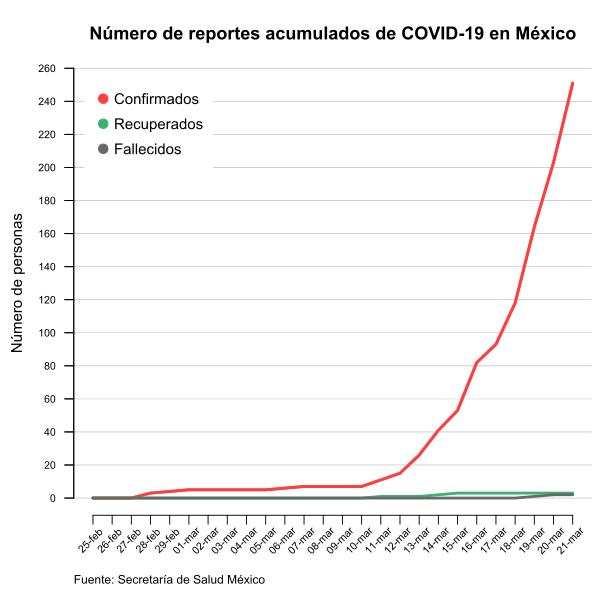 Número de reportes acumulados de COVID-19 en México
Número de personas
260
240
220
200
180
160
140
120
100
80
60
40
20
0
Confirmados
Recuperados
Fallecidos
25-feb
26-feb
27-feb
28-feb
29-feb
01-mar
02-mar
03-mar
04-mar
05-mar
06-mar
07-mar
08-mar
09-mar
10-mar
11-mar
12-mar
13-mar
14-mar
15-mar
16-mar
17-mar
18-mar
19-mar
20-mar
21-mar
Fuente: Secretaría de Salud México